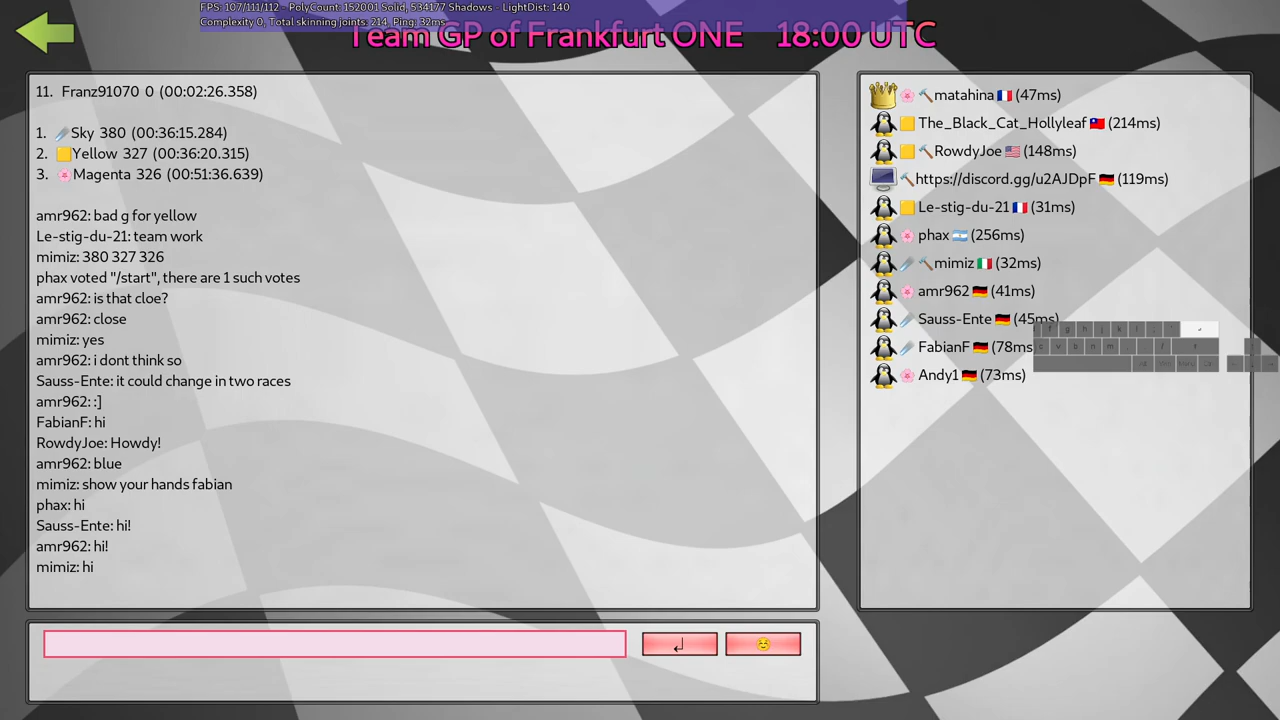 FPS: 107/111/112 - PolyCount: 152001 Solid, 534177 Shadows - LightDist: 140
Complexity 0, Total skinning joints: 214, Ping: 32ms
Team GP of Frankfurt ONE 18:00 UTC
11. Franz91070 0 (00:02:26.358)
1. Sky 380 (00:36:15.284)
2. Yellow 327 (00:36:20.315)
3. Magenta 326 (00:51:36.639)
amr962: bad g for yellow
Le-stig-du-21: team work
mimiz: 380 327 326
phax voted "/start", there are 1 such votes
amr962: is that cloe?
amr962: close
mimiz: yes
amr962: i dont think so
Sauss-Ente: it could change in two races
amr962: :]
FabianF: hi
RowdyJoe: Howdy!
amr962: blue
mimiz: show your hands fabian
phax: hi
Sauss-Ente: hi!
amr962: hi!
mimiz: hi
matahina (47ms)
The_Black_Cat_Hollyleaf (214ms)
RowdyJoe (148ms)
https://discord.gg/u2AJDpF (119ms)
Le-stig-du-21 (31ms)
phax (256ms)
mimiz (32ms)
amr962 (41ms)
Sauss-Ente (45ms)
FabianF (78ms
Andy1 (73ms)
f g h j k l
c v b n m